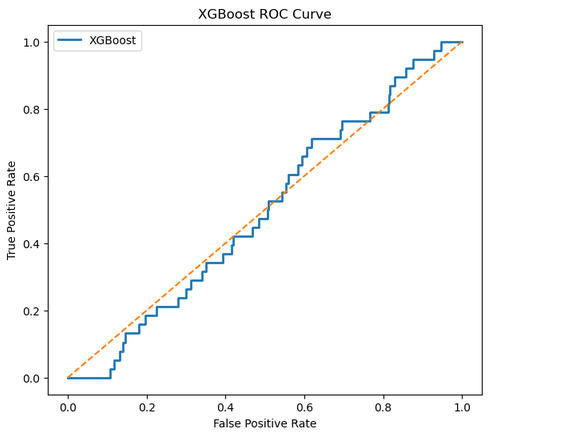 XGBoost ROC Curve
XGBoost
True Positive Rate
1.0
0.8
0.6
0.4
0.2
0.0
0.0 0.2 0.4 0.6 0.8 1.0
False Positive Rate